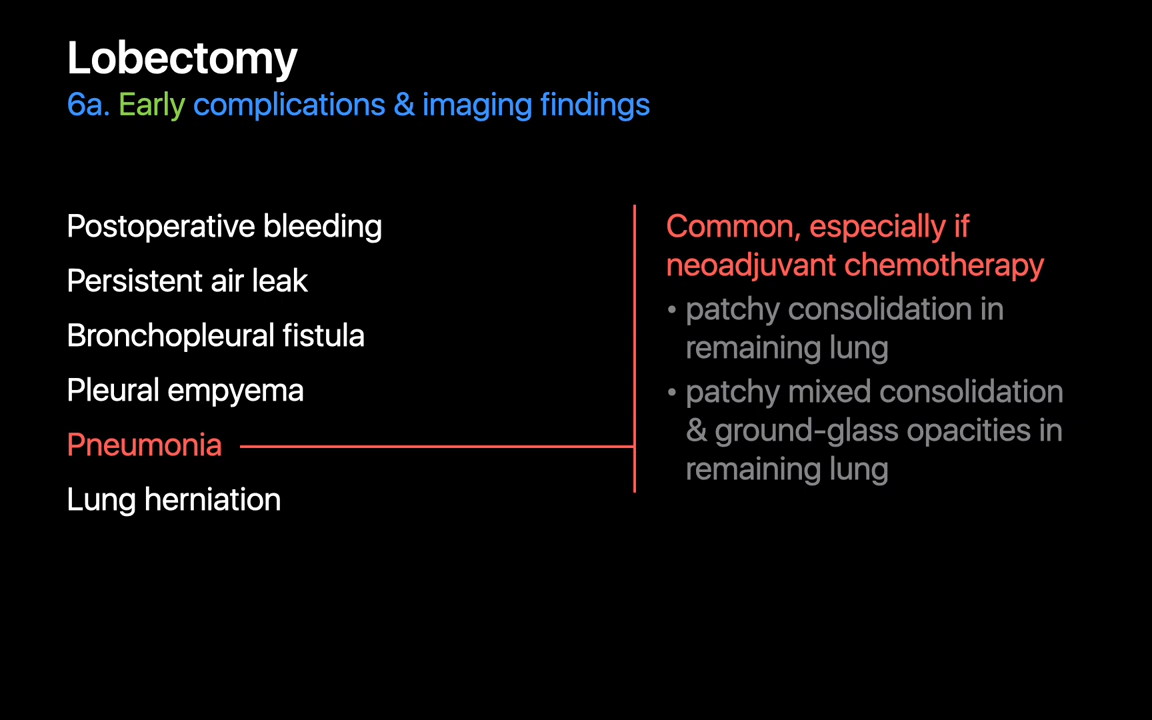 Lobectomy
6a. Early complications & imaging findings
Postoperative bleeding
Persistent air leak
Bronchopleural fistula
Pleural empyema
Pneumonia
Lung herniation
Common, especially if
neoadjuvant chemotherapy
• patchy consolidation in
remaining lung
• patchy mixed consolidation
& ground-glass opacities in
remaining lung